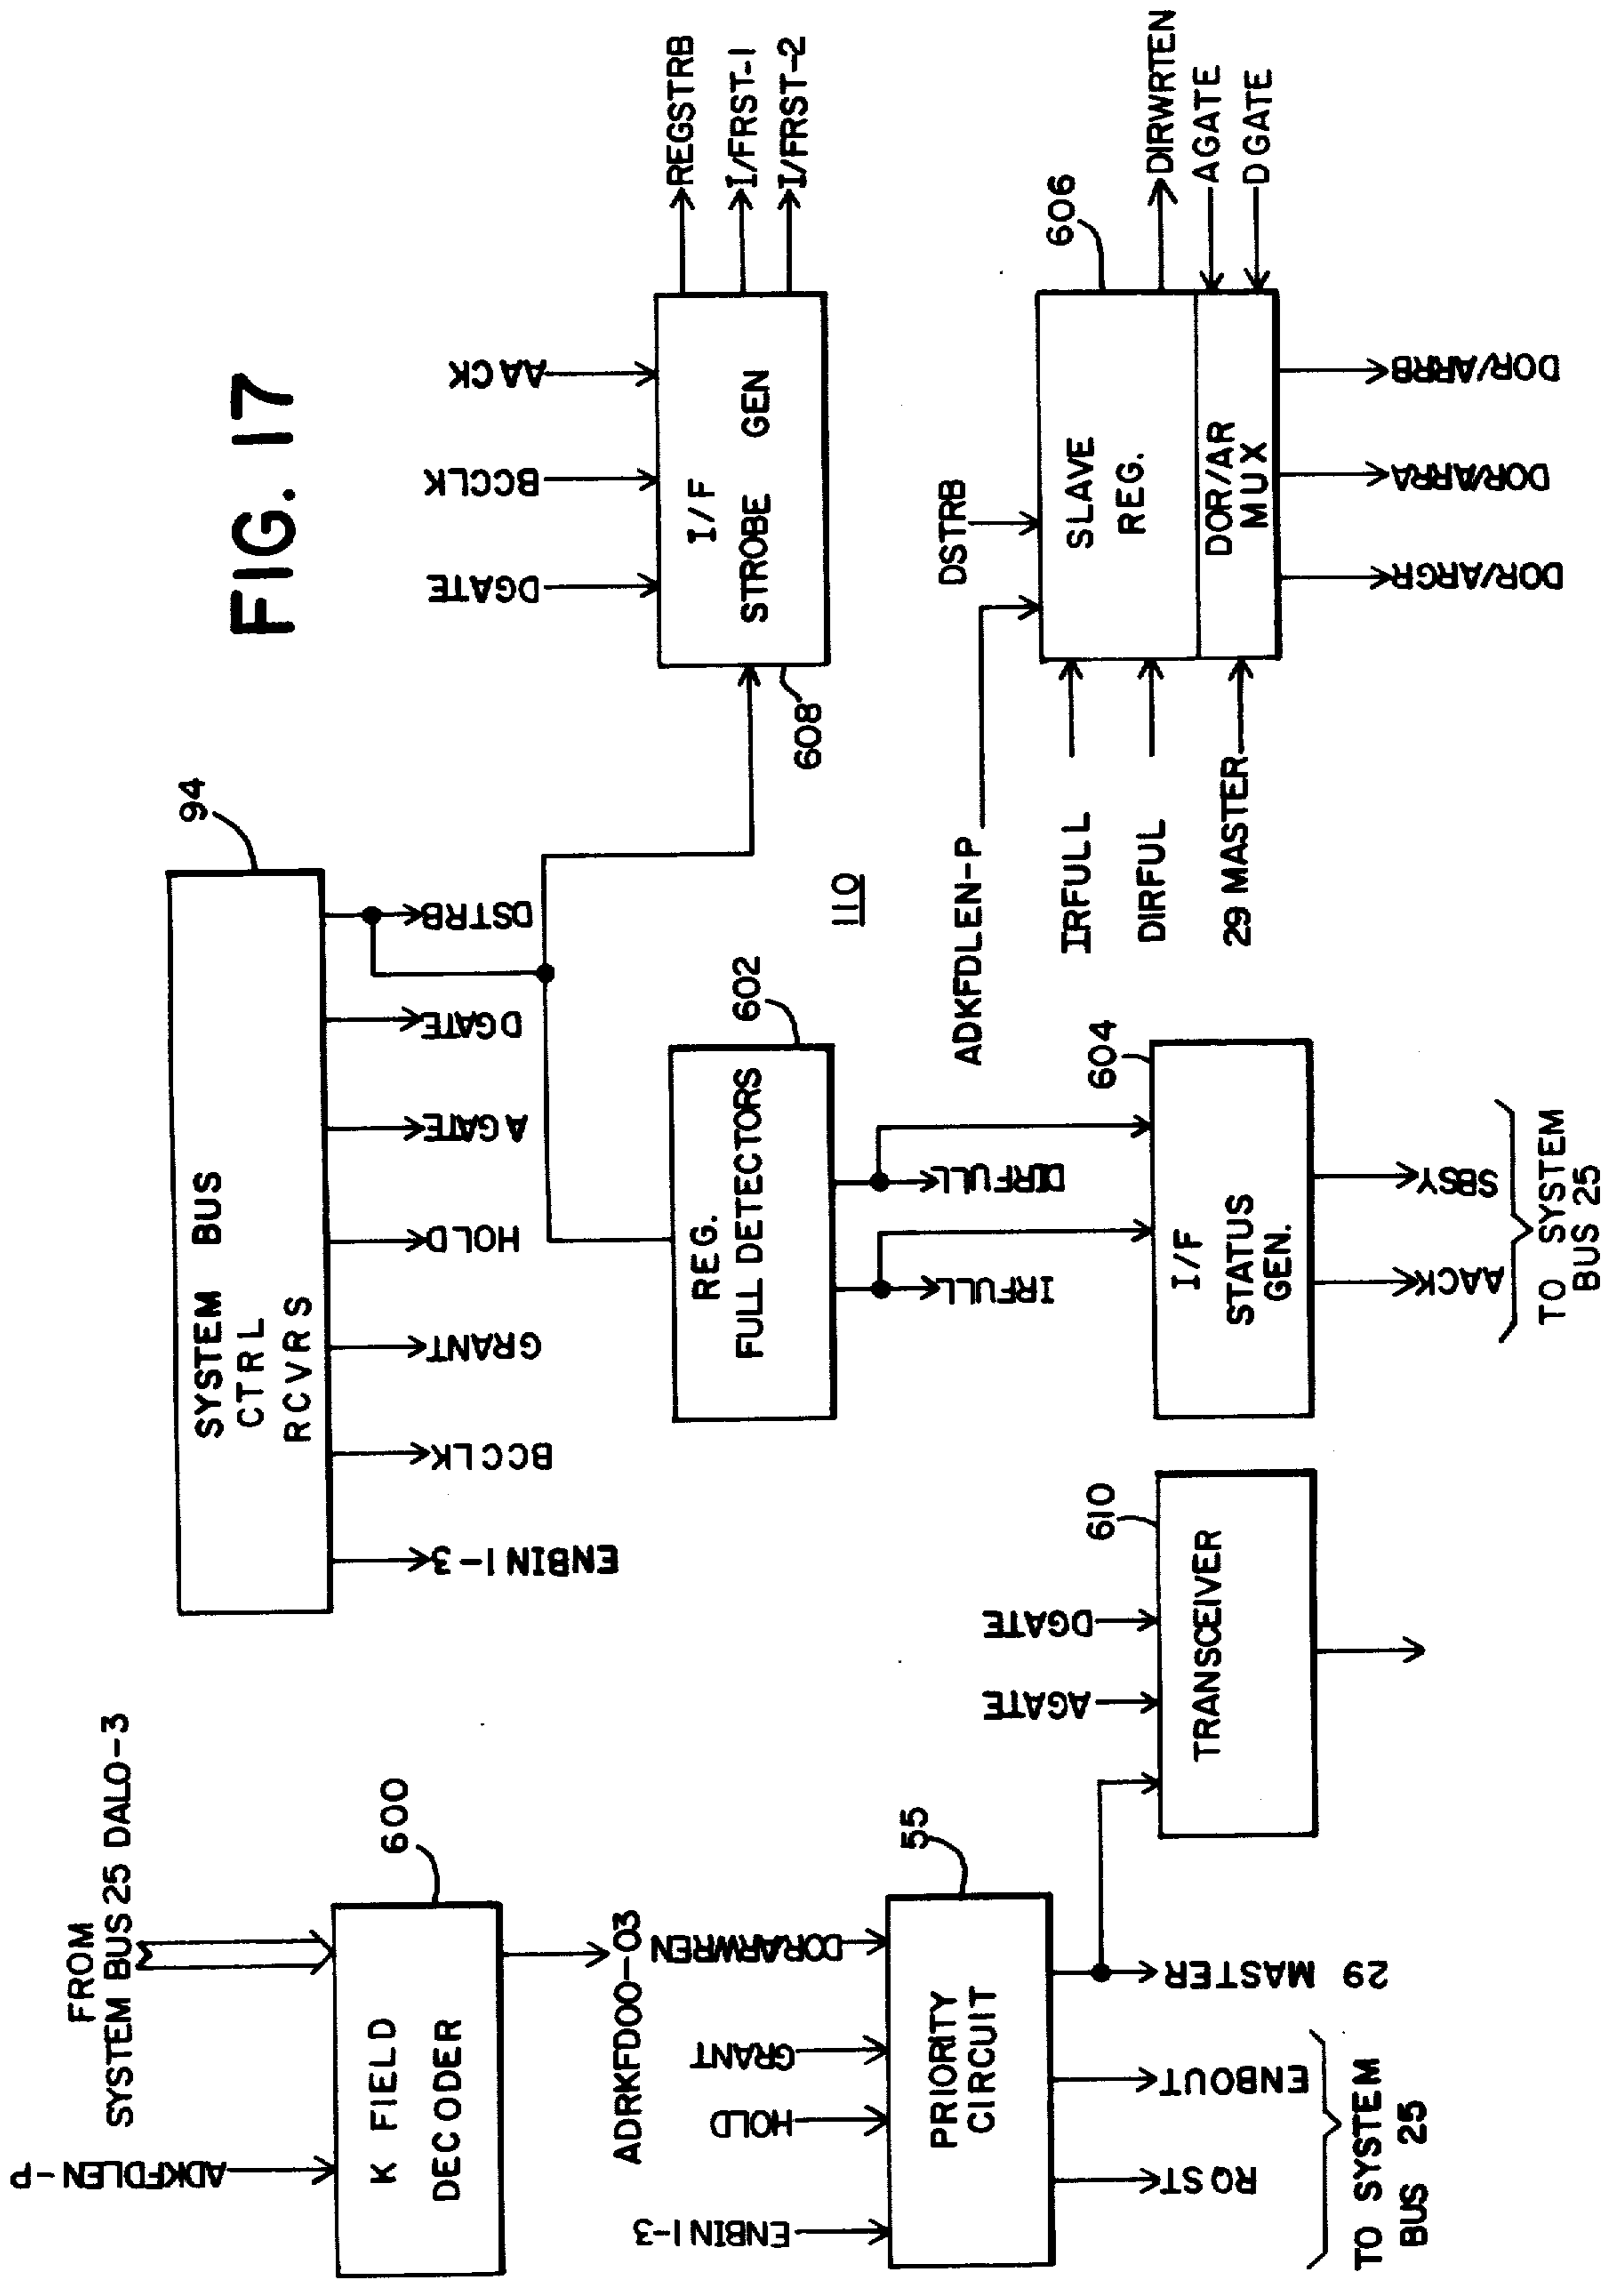 FIG. 17
FROM
SYSTEM BUS 25 DAL0-3
ADKFDLEN-P
K FIELD
DECODER
600
ADRKFD00-03
ENBIN1-3
HOLD
GRANT
DORARWREN
PRIORITY
CIRCUIT
55
RQST
ENBOUT
29 MASTER
TO SYSTEM
BUS 25
SYSTEM BUS
CTRL
RCVRS
94
ENBIN1-3
BCCLK
GRANT
HOLD
AGATE
DGATE
DSTRB
AGATE
DGATE
TRANSCEIVER
610
REG.
FULL DETECTORS
602
IRFULL
DIRFULL
I/F
STATUS
GEN.
604
AACK
SBSY
TO SYSTEM
BUS 25
110
DGATE
BCCLK
AACK
I/F
STROBE GEN
608
REGSTRB
I/FRST-1
I/FRST-2
ADKFDLEN-P
DSTRB
IRFULL
DIRFUL
29 MASTER
SLAVE
REG.
DOR/AR
MUX
606
DIRWRTEN
AGATE
DGATE
DOR/ARGR
DOR/ARRA
DOR/ARRB